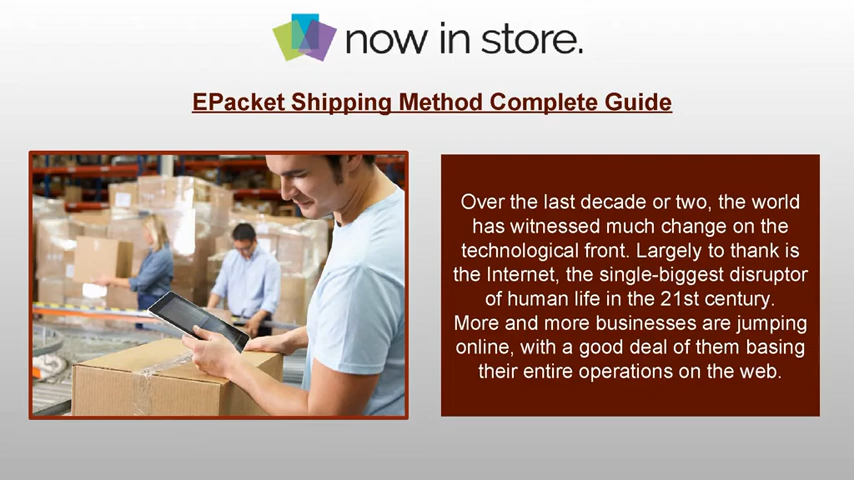 now in store.
EPacket Shipping Method Complete Guide
Over the last decade or two, the world
has witnessed much change on the
technological front. Largely to thank is
the Internet, the single-biggest disruptor
of human life in the 21st century.
More and more businesses are jumping
online, with a good deal of them basing
their entire operations on the web.